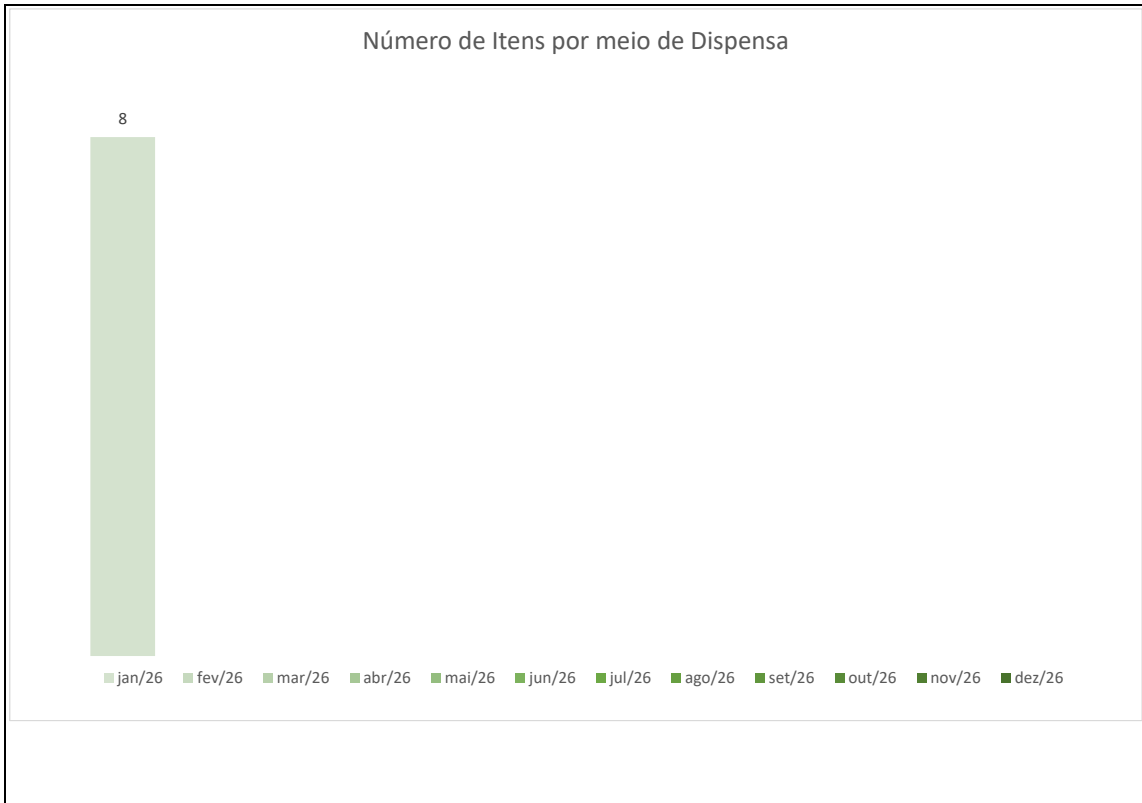 Número de Itens por meio de Dispensa
8
jan/26 fev/26 mar/26 abr/26 mai/26 jun/26 jul/26 ago/26 set/26 out/26 nov/26 dez/26